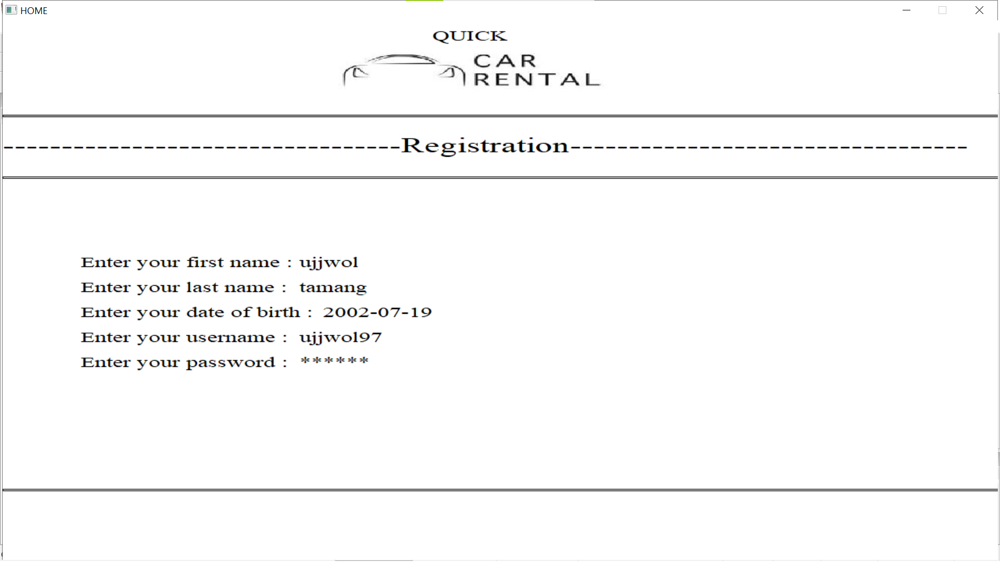 HOME
QUICK
CAR
RENTAL
----------------------------------Registration----------------------------------
Enter your first name : ujjwol
Enter your last name : tamang
Enter your date of birth : 2002-07-19
Enter your username : ujjwol97
Enter your password : ******